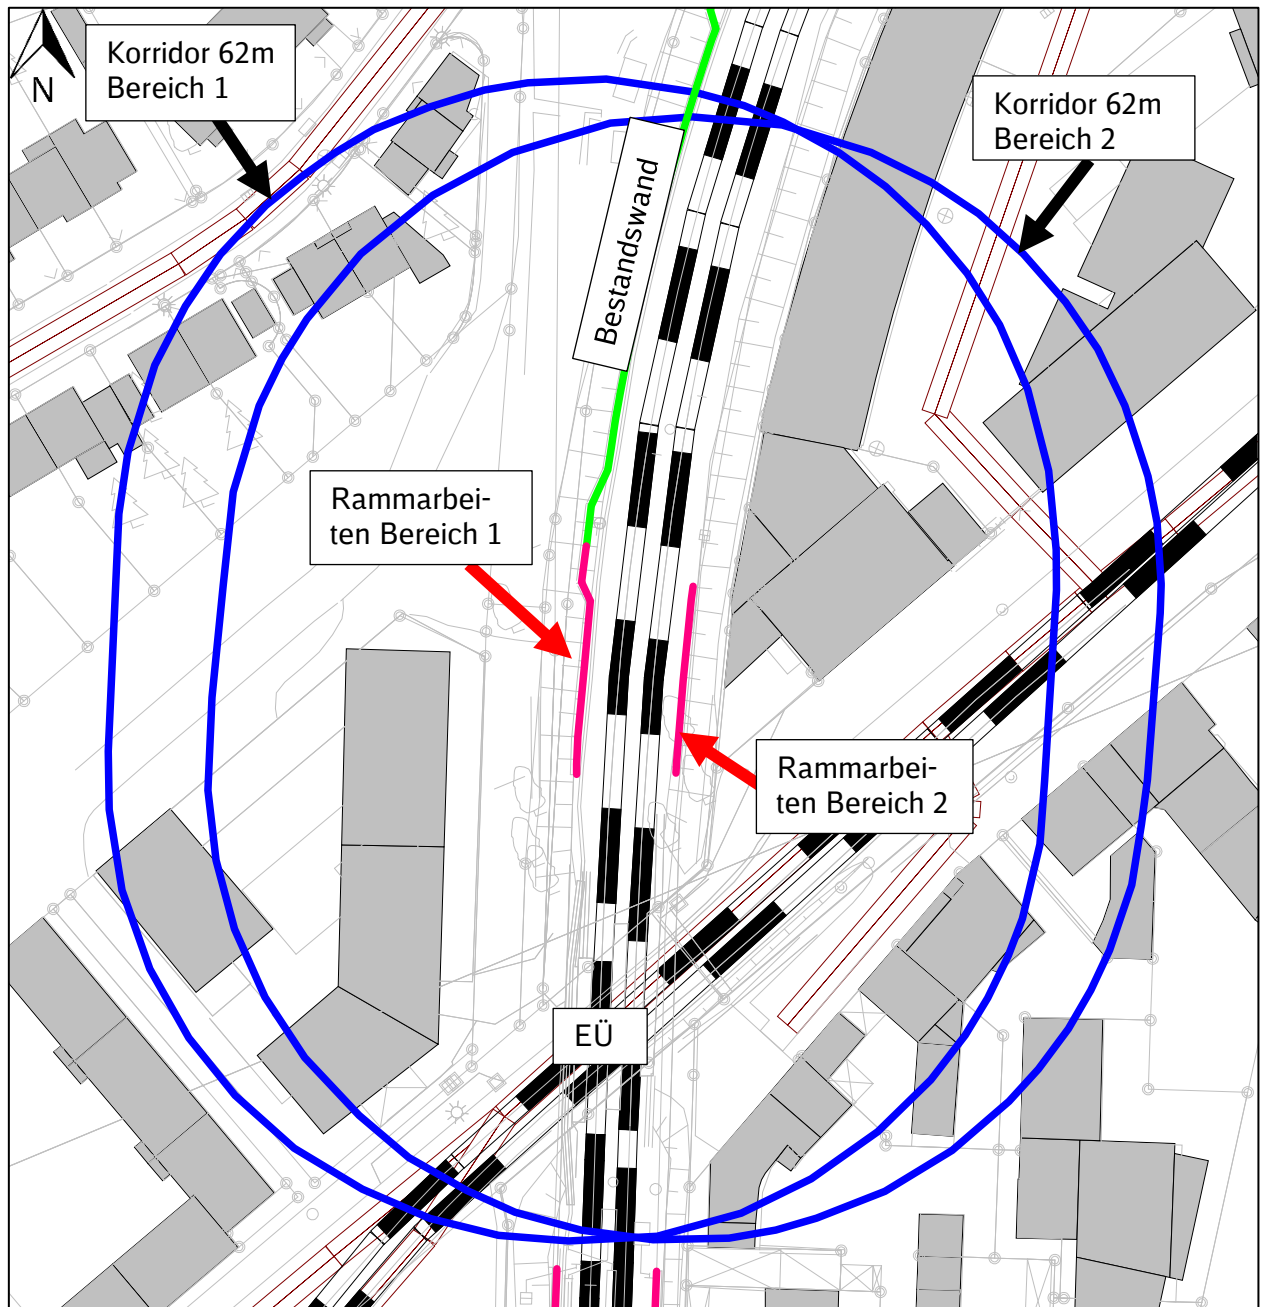 Korridor 62m
Bereich 1
N
Korridor 62m
Bereich 2
Bestandswand
Rammarbei-
ten Bereich 1
Rammarbei-
ten Bereich 2
EÜ